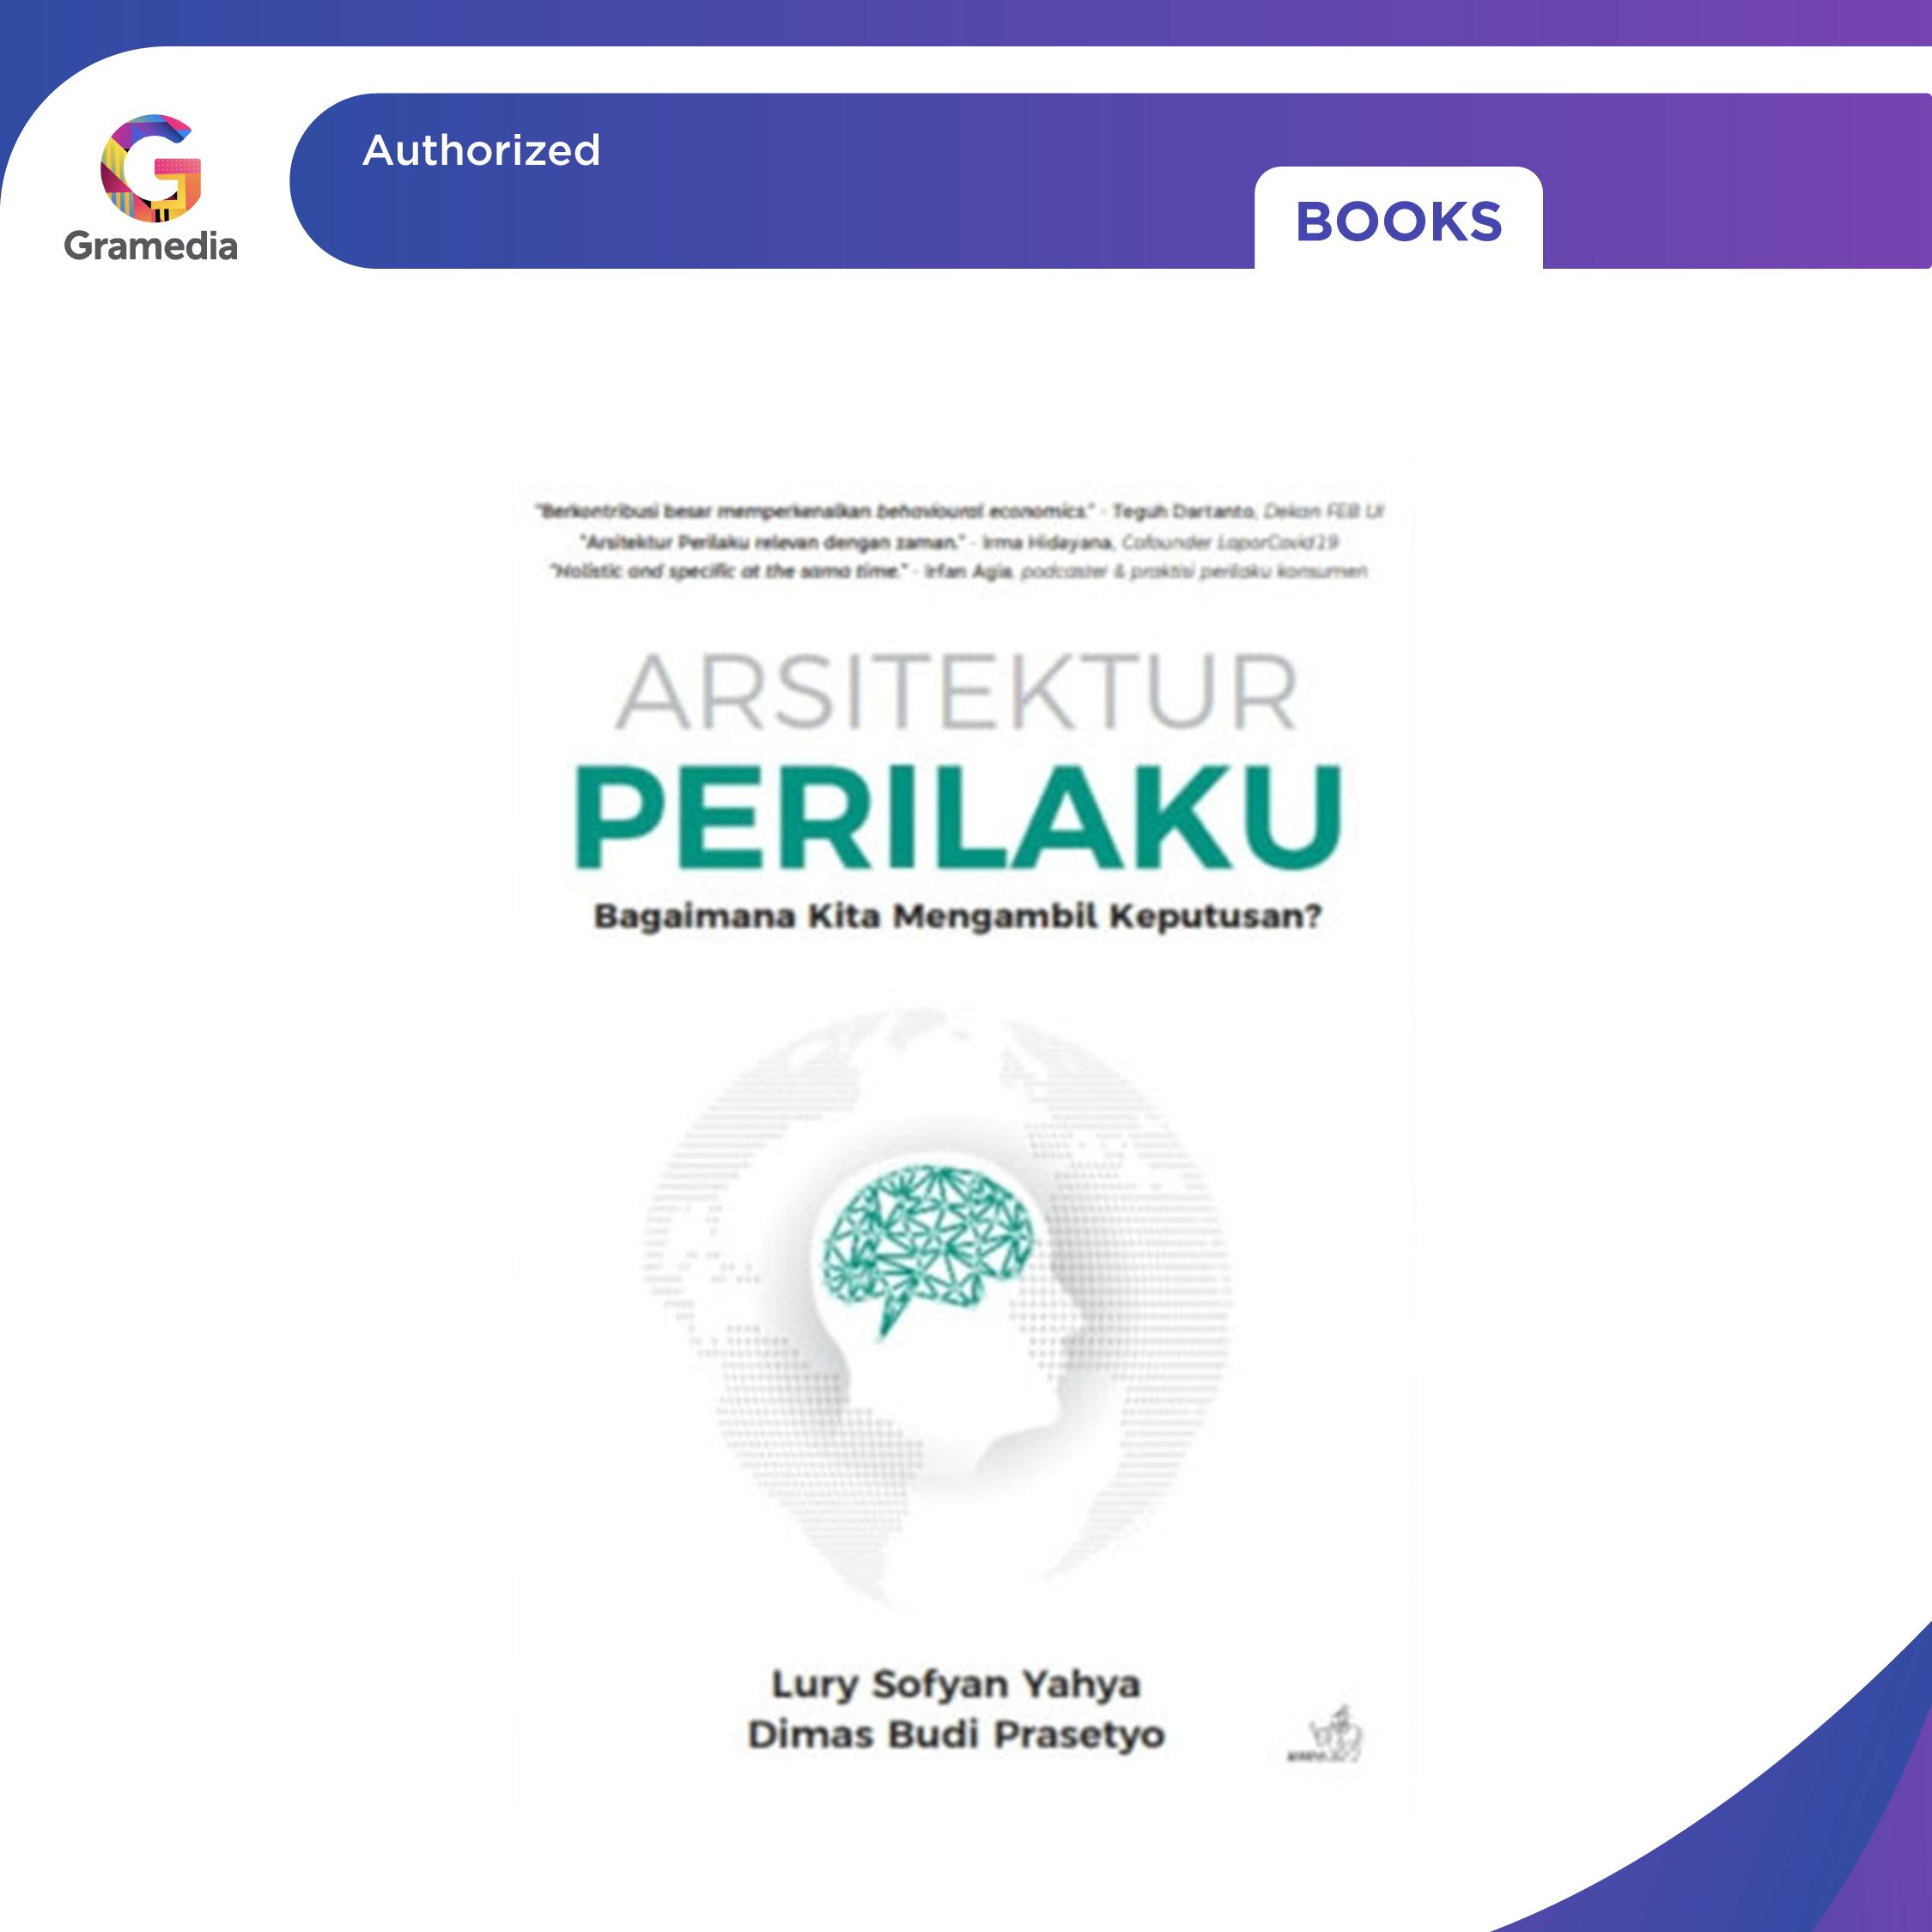 Gramedia
Authorized
BOOKS
"Berkontribusi besar memperkenalkan behavioural economics." - Teguh Dartanto, Dekan FEB UI
"Arsitektur Perilaku relevan dengan zaman." - Irma Hidayana, Cofounder LaporCovid19
"Holistic and specific at the same time." - Irfan Agia, podcaster & praktisi perilaku konsumen
ARSITEKTUR
PERILAKU
Bagaimana Kita Mengambil Keputusan?
Lury Sofyan Yahya
Dimas Budi Prasetyo